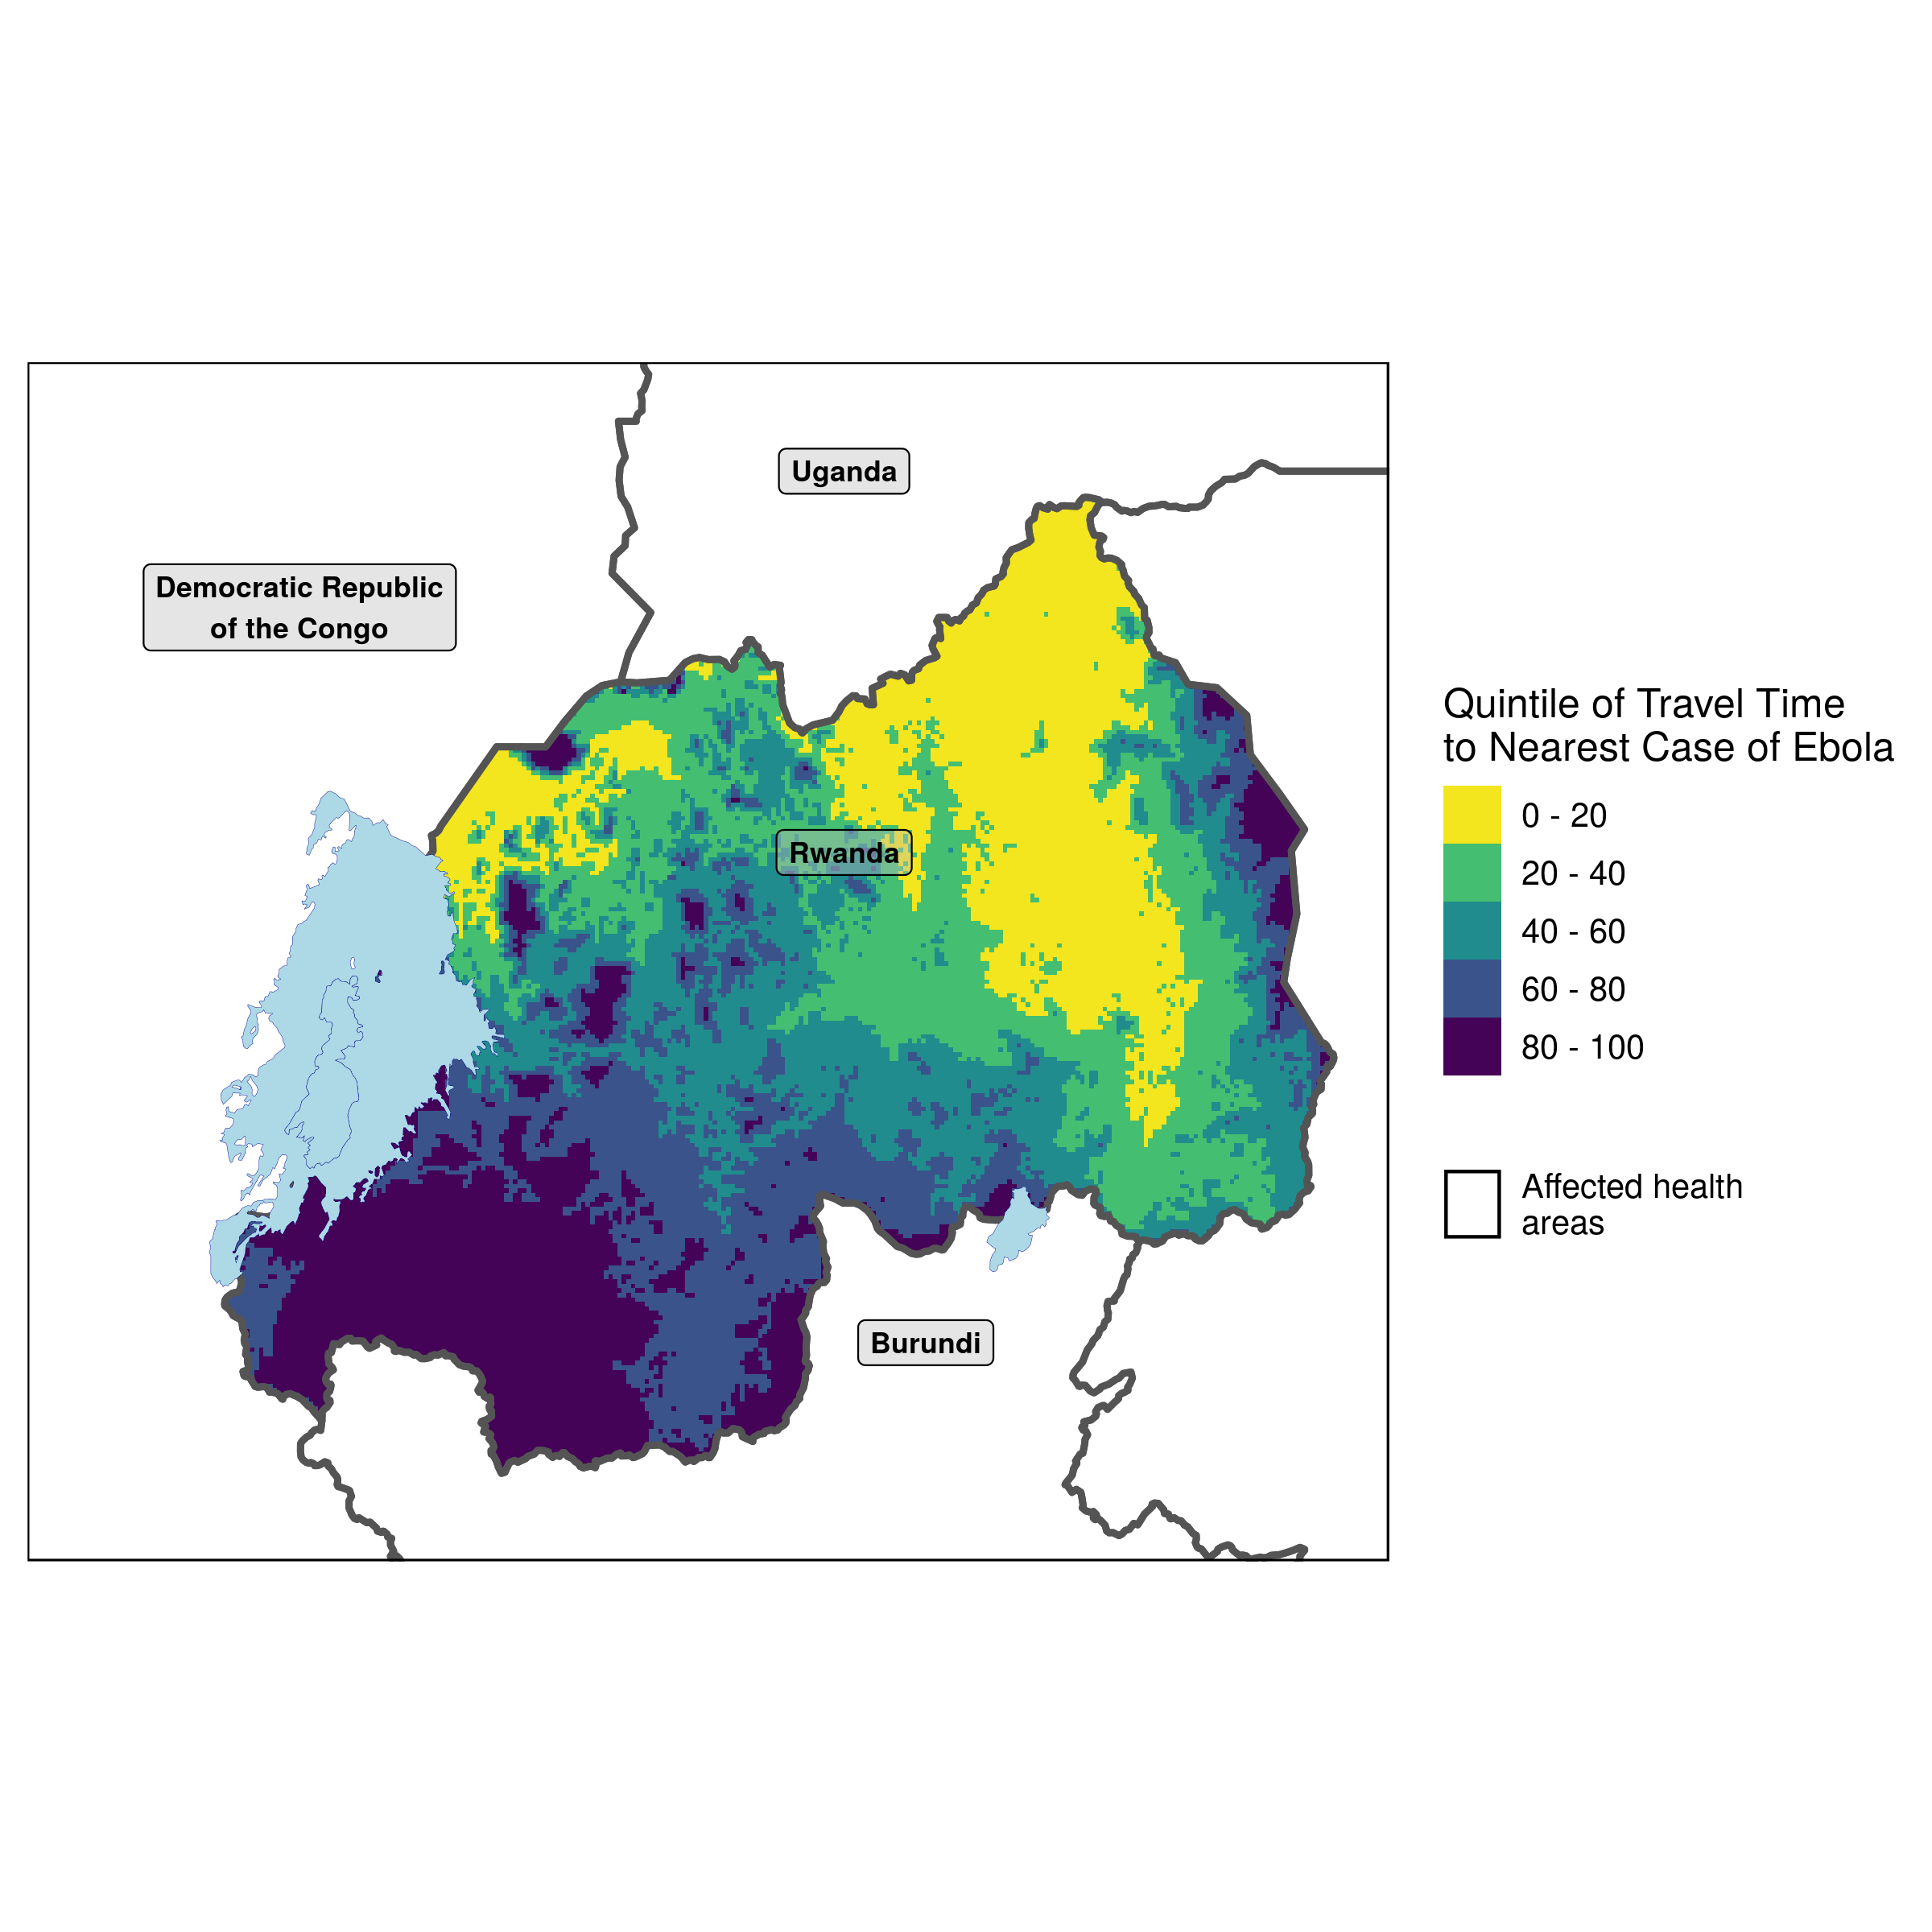 Uganda
Democratic Republic
of the Congo
Rwanda
Burundi
Quintile of Travel Time
to Nearest Case of Ebola
0 - 20
20 - 40
40 - 60
60 - 80
80 - 100
Affected health
areas